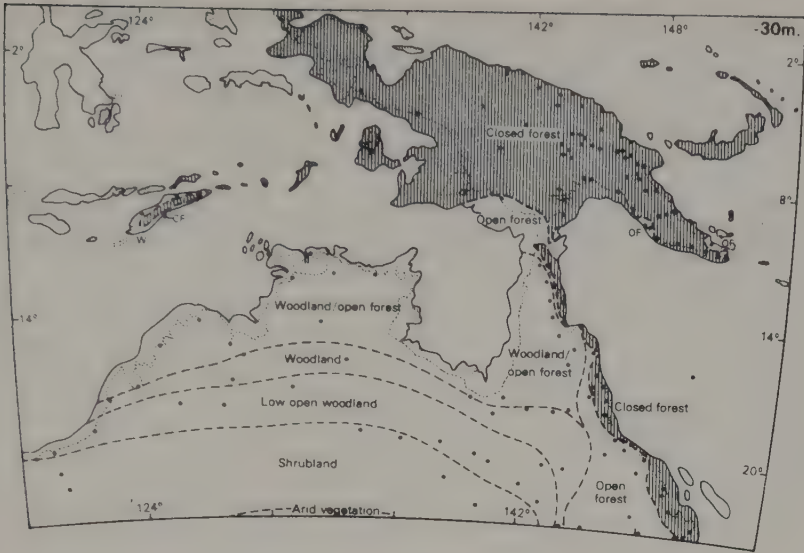 124° 142° 148° -30m.
2° 2°
Closed forest
8°
Open forest
CF
W
OF
Woodland/open forest
14° 14°
Woodland
Woodland/
open forest
Low open woodland
Closed forest
Shrubland
20°
Open
forest
124° Arid vegetation 142°